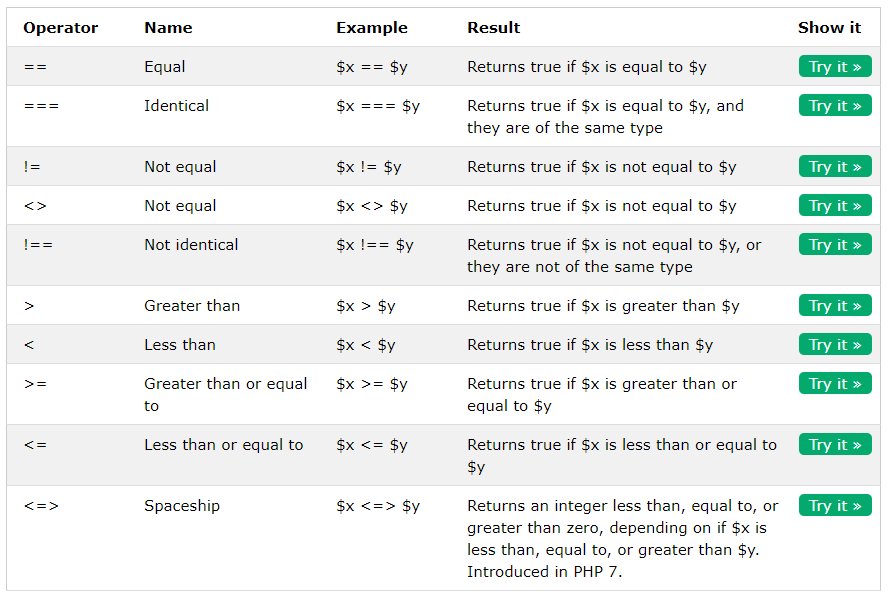 Operator Name Example Result Show it
== Equal $x == $y Returns true if $x is equal to $y Try it »
=== Identical $x === $y Returns true if $x is equal to $y, and Try it »
they are of the same type
!= Not equal $x != $y Returns true if $x is not equal to $y Try it »
<> Not equal $x <> $y Returns true if $x is not equal to $y Try it »
!== Not identical $x !== $y Returns true if $x is not equal to $y, or Try it »
they are not of the same type
> Greater than $x > $y Returns true if $x is greater than $y Try it »
< Less than $x < $y Returns true if $x is less than $y Try it »
>= Greater than or equal $x >= $y Returns true if $x is greater than or Try it »
to equal to $y
<= Less than or equal to $x <= $y Returns true if $x is less than or equal to Try it »
$y
<=> Spaceship $x <=> $y Returns an integer less than, equal to, or Try it »
greater than zero, depending on if $x is
less than, equal to, or greater than $y.
Introduced in PHP 7.